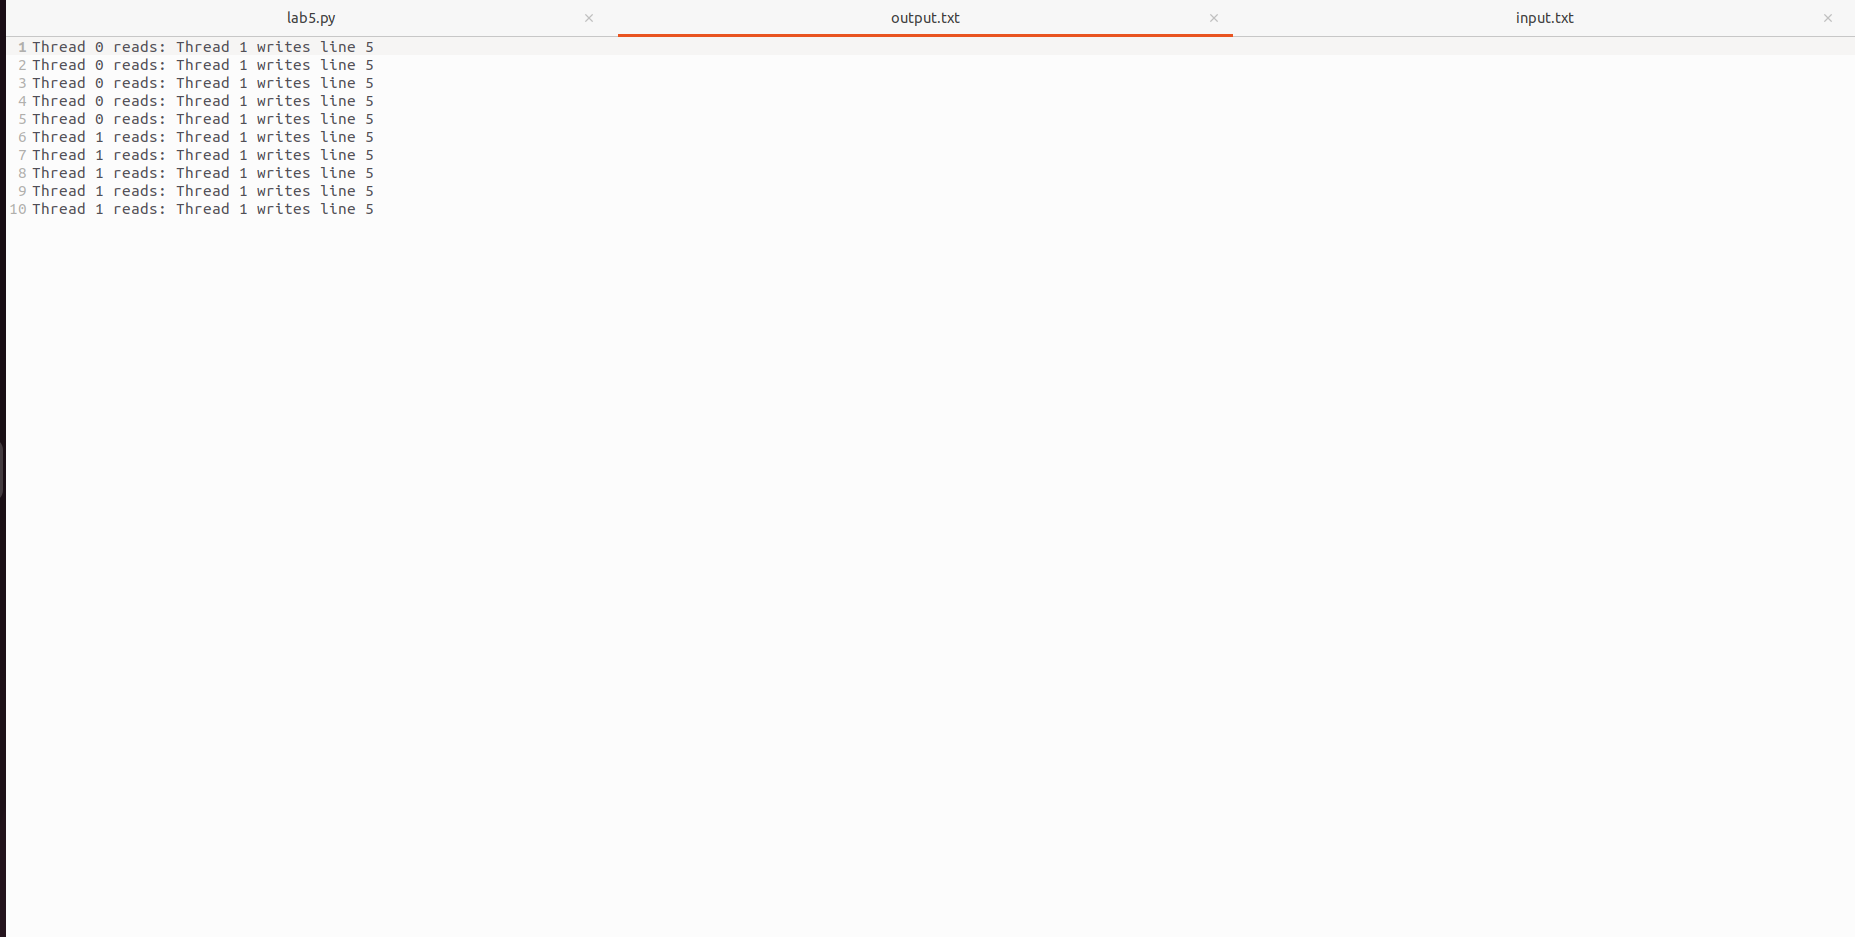 lab5.py × output.txt × input.txt ×
1 Thread 0 reads: Thread 1 writes line 5
2 Thread 0 reads: Thread 1 writes line 5
3 Thread 0 reads: Thread 1 writes line 5
4 Thread 0 reads: Thread 1 writes line 5
5 Thread 0 reads: Thread 1 writes line 5
6 Thread 1 reads: Thread 1 writes line 5
7 Thread 1 reads: Thread 1 writes line 5
8 Thread 1 reads: Thread 1 writes line 5
9 Thread 1 reads: Thread 1 writes line 5
10 Thread 1 reads: Thread 1 writes line 5